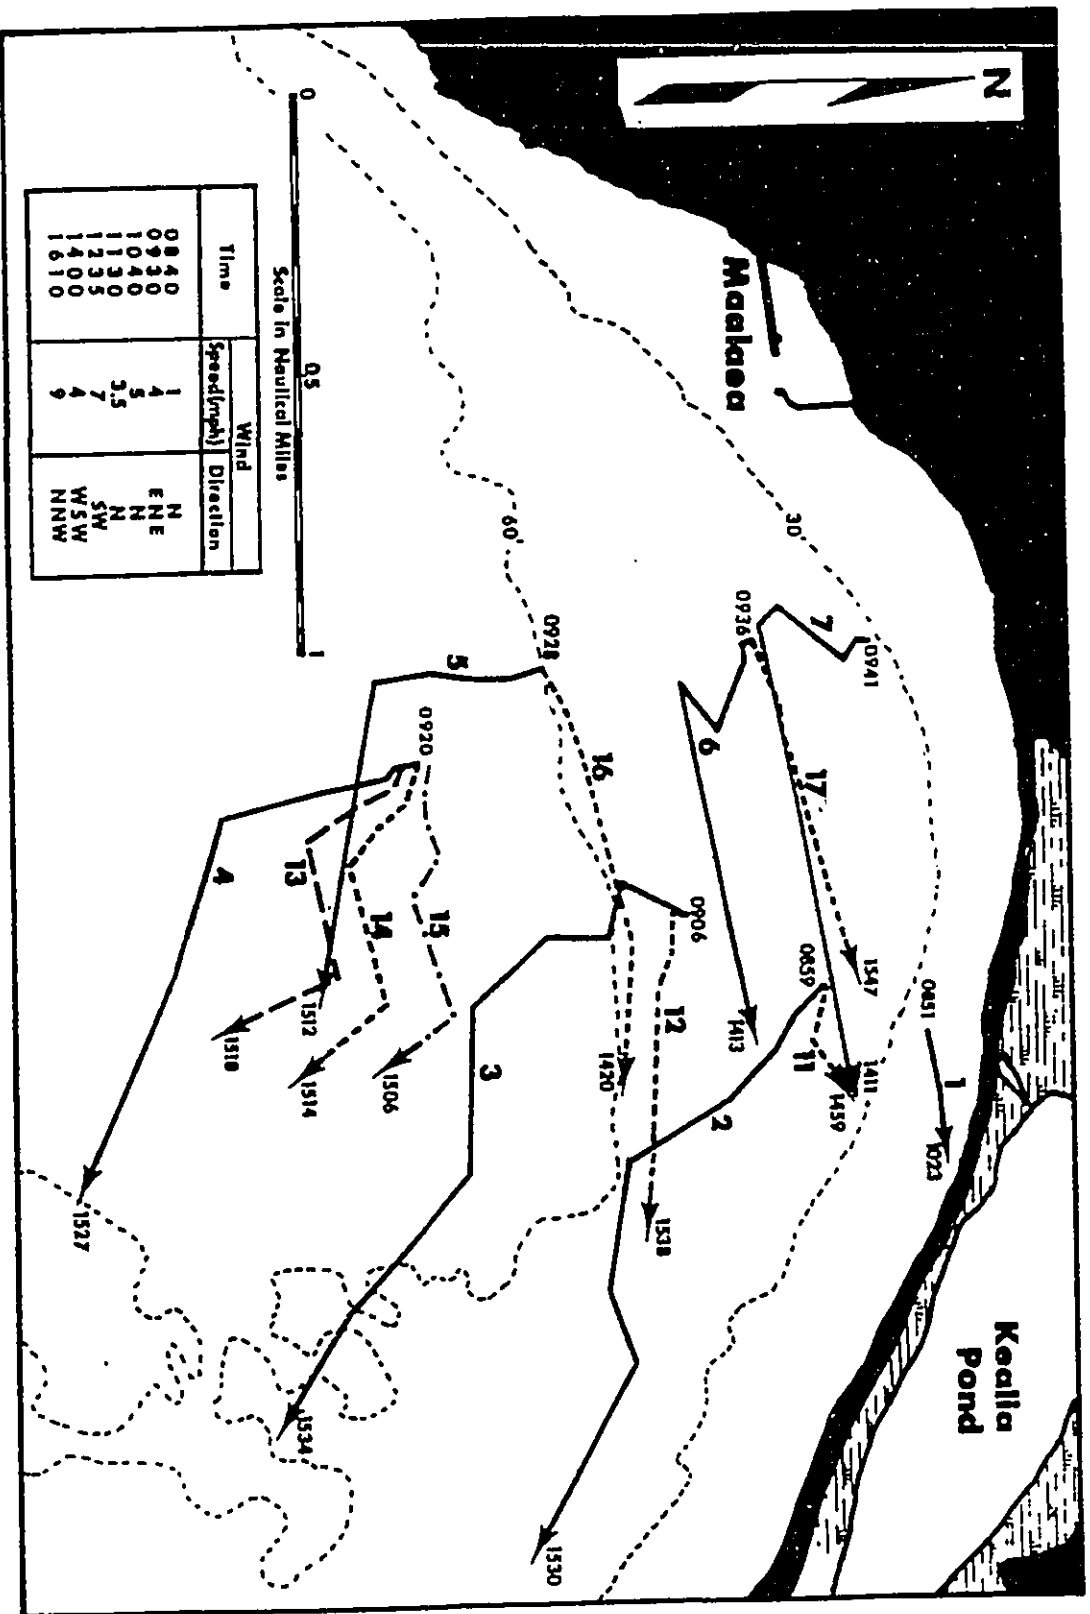 N
Maalaea
Kealia
Pond
30
60
0941
7
0936
17
6
1547
1413
0851
1
1023
0859
11
1411
1459
2
0906
12
1538
1530
0928
16
1420
5
0920
15
14
13
1506
1514
1512
1518
4
1527
3
1534
0
0.5
1
Scale in Nautical Miles
Wind
Time Speed(mph) Direction
0840 1 N
0930 4 ENE
1040 5 N
1130 3.5 N
1235 7 SW
1400 4 WSW
1610 9 NNW